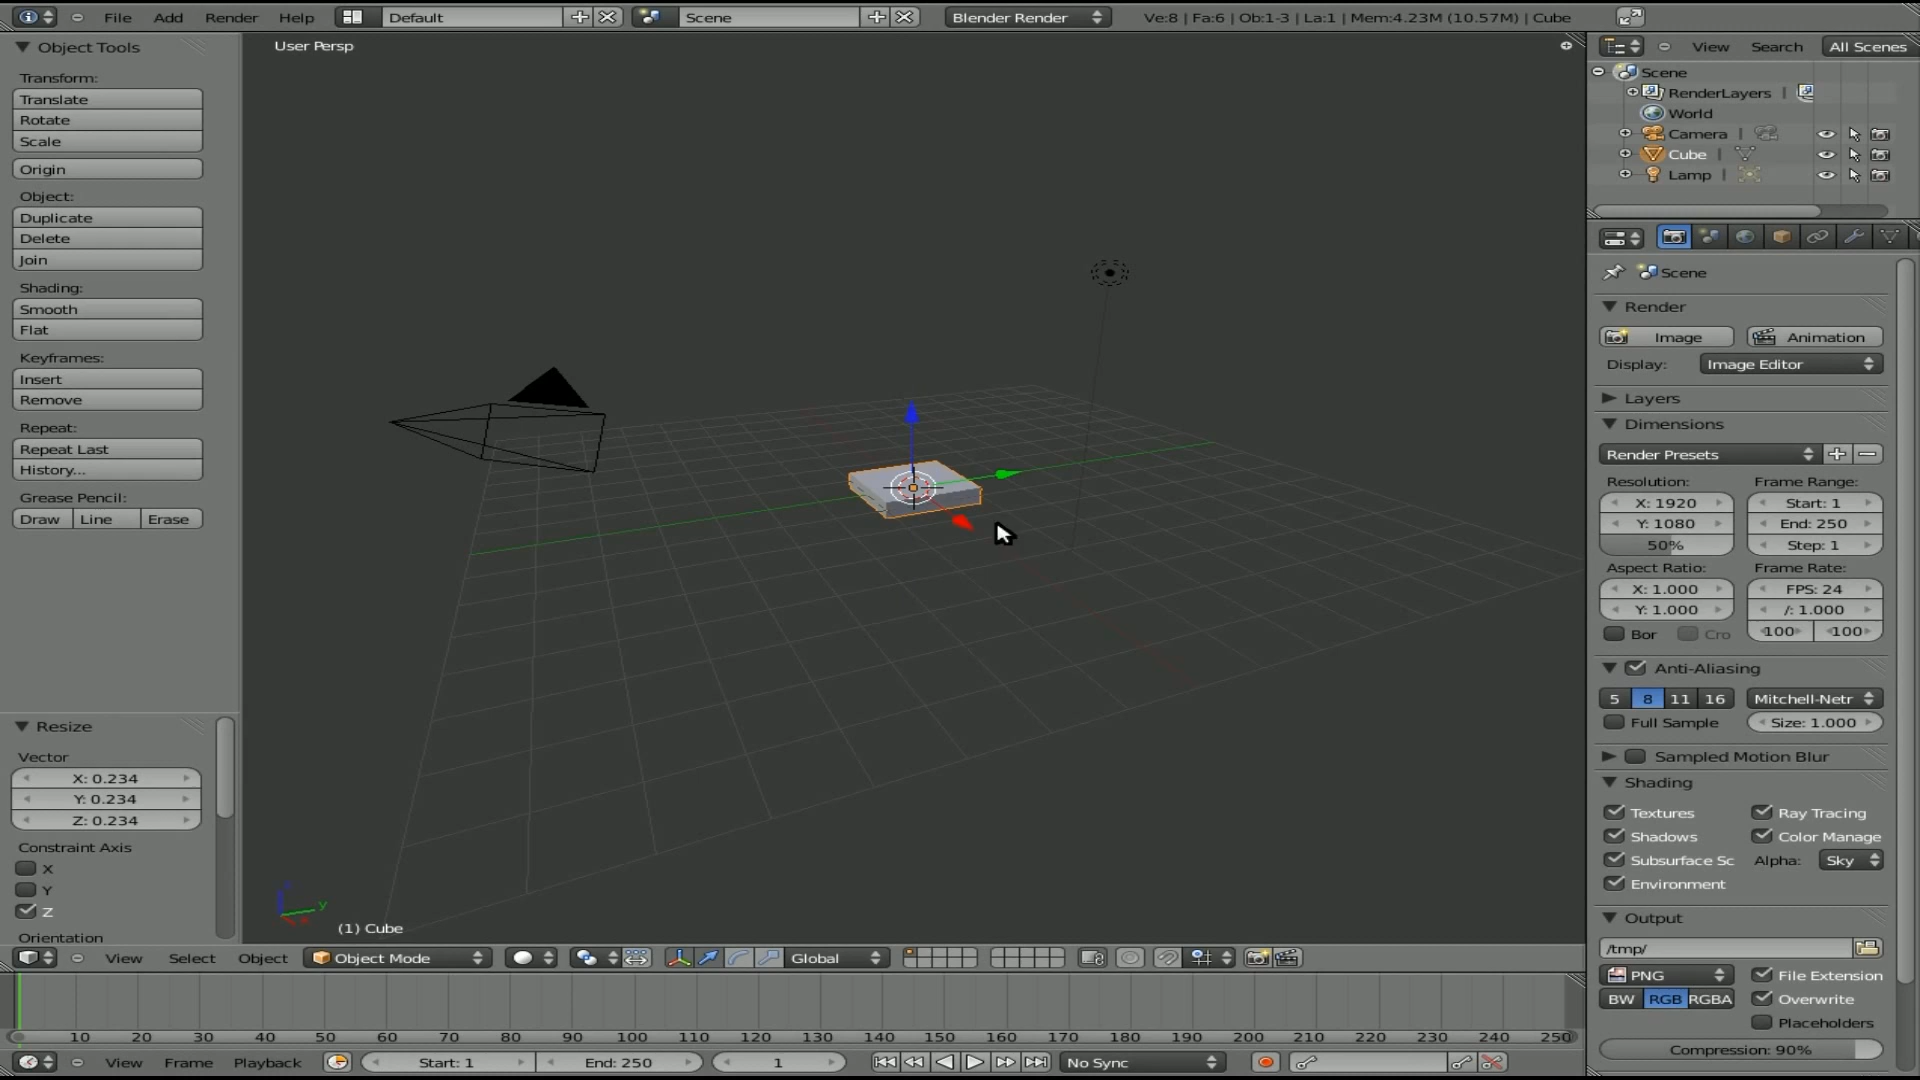 File Add Render Help Default Scene Blender Render Ve:8 | Fa:6 | Ob:1-3 | La:1 | Mem:4.23M (10.57M) | Cube
Object Tools
Transform:
Translate
Rotate
Scale
Origin
Object:
Duplicate
Delete
Join
Shading:
Smooth
Flat
Keyframes:
Insert
Remove
Repeat:
Repeat Last
History...
Grease Pencil:
Draw Line Erase
Resize
Vector
X: 0.234
Y: 0.234
Z: 0.234
Constraint Axis
X
Y
Z
Orientation
User Persp
y
(1) Cube
View Select Object Object Mode Global
10 20 30 40 50 60 70 80 90 100 110 120 130 140 150 160 170 180 190 200 210 220 230 240 250
View Frame Playback Start: 1 End: 250 1 No Sync
View Search All Scenes
Scene
RenderLayers |
World
Camera |
Cube |
Lamp |
Scene
Render
Image Animation
Display: Image Editor
Layers
Dimensions
Render Presets
Resolution: Frame Range:
X: 1920 Start: 1
Y: 1080 End: 250
50% Step: 1
Aspect Ratio: Frame Rate:
X: 1.000 FPS: 24
Y: 1.000 /: 1.000
Bor Cro 100 100
Anti-Aliasing
5 8 11 16 Mitchell-Netr
Full Sample Size: 1.000
Sampled Motion Blur
Shading
Textures Ray Tracing
Shadows Color Manage
Subsurface Sc Alpha: Sky
Environment
Output
/tmp/
PNG File Extension
BW RGB RGBA Overwrite
Placeholders
Compression: 90%